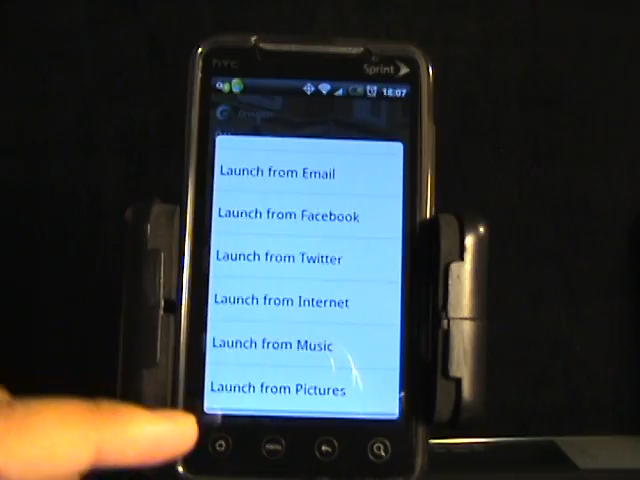 hTC
Sprint
18:07
Launch from Email
Launch from Facebook
Launch from Twitter
Launch from Internet
Launch from Music
Launch from Pictures